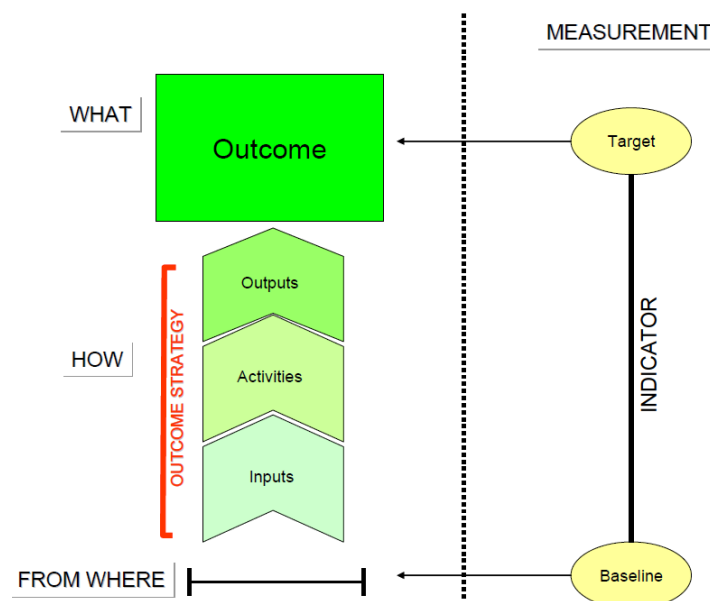 MEASUREMENT
WHAT
Outcome
Target
Outputs
HOW
OUTCOME STRATEGY
Activities
INDICATOR
Inputs
FROM WHERE
Baseline